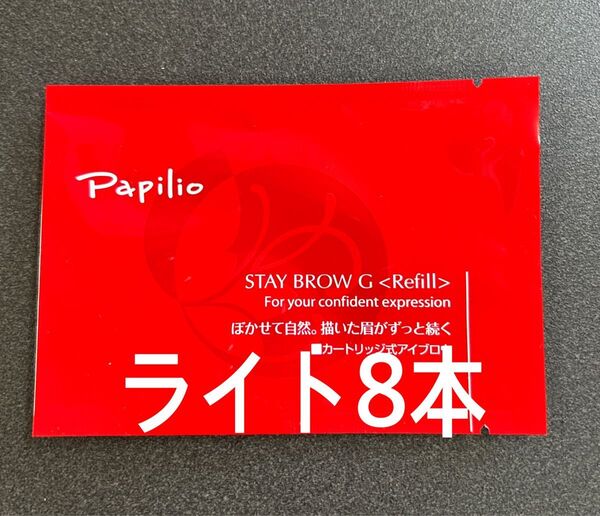 Papilio
STAY BROW G <Refill>
For your confident expression
ぼかせて自然。描いた眉がずっと続く
■カートリッジ式アイブロウ
ライト8本